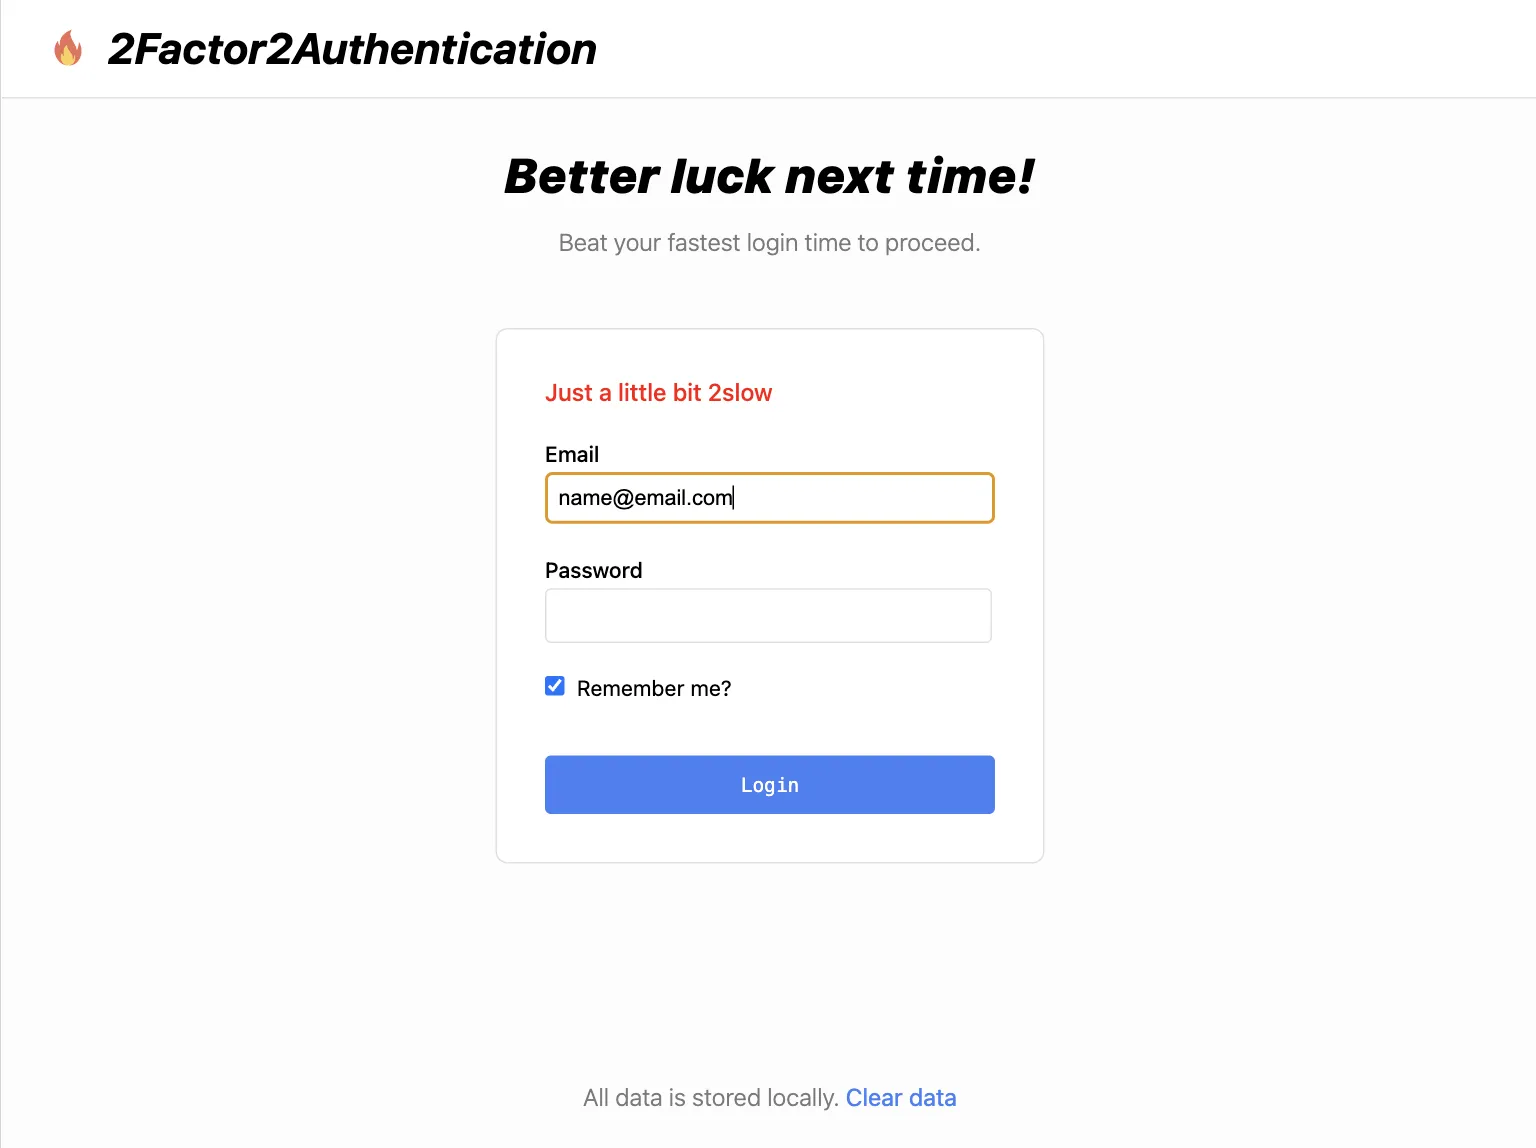 2Factor2Authentication
Better luck next time!
Beat your fastest login time to proceed.
Just a little bit 2slow
Email
name@email.com
Password
Remember me?
Login
All data is stored locally. Clear data